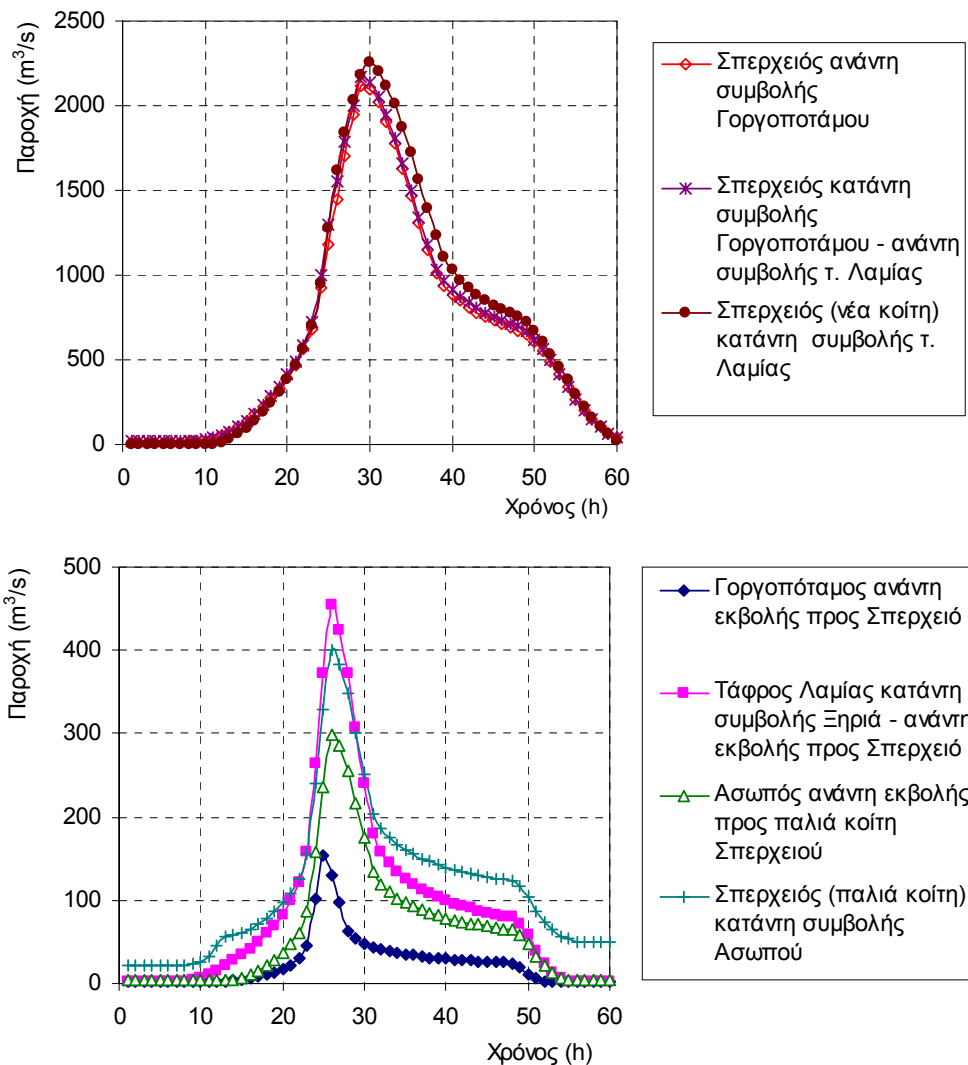 Παροχή (m³/s)
2500
2000
1500
1000
500
0
0 10 20 30 40 50 60
Χρόνος (h)
Σπερχειός ανάντη
συμβολής
Γοργοποτάμου
Σπερχειός κατάντη
συμβολής
Γοργοποτάμου - ανάντη
συμβολής τ. Λαμίας
Σπερχειός (νέα κοίτη)
κατάντη συμβολής τ.
Λαμίας
Παροχή (m³/s)
500
400
300
200
100
0
0 10 20 30 40 50 60
Χρόνος (h)
Γοργοπόταμος ανάντη
εκβολής προς Σπερχειό
Τάφρος Λαμίας κατάντη
συμβολής Ξηριά - ανάντη
εκβολής προς Σπερχειό
Ασωπός ανάντη εκβολής
προς παλιά κοίτη
Σπερχειού
Σπερχειός (παλιά κοίτη)
κατάντη συμβολής
Ασωπού